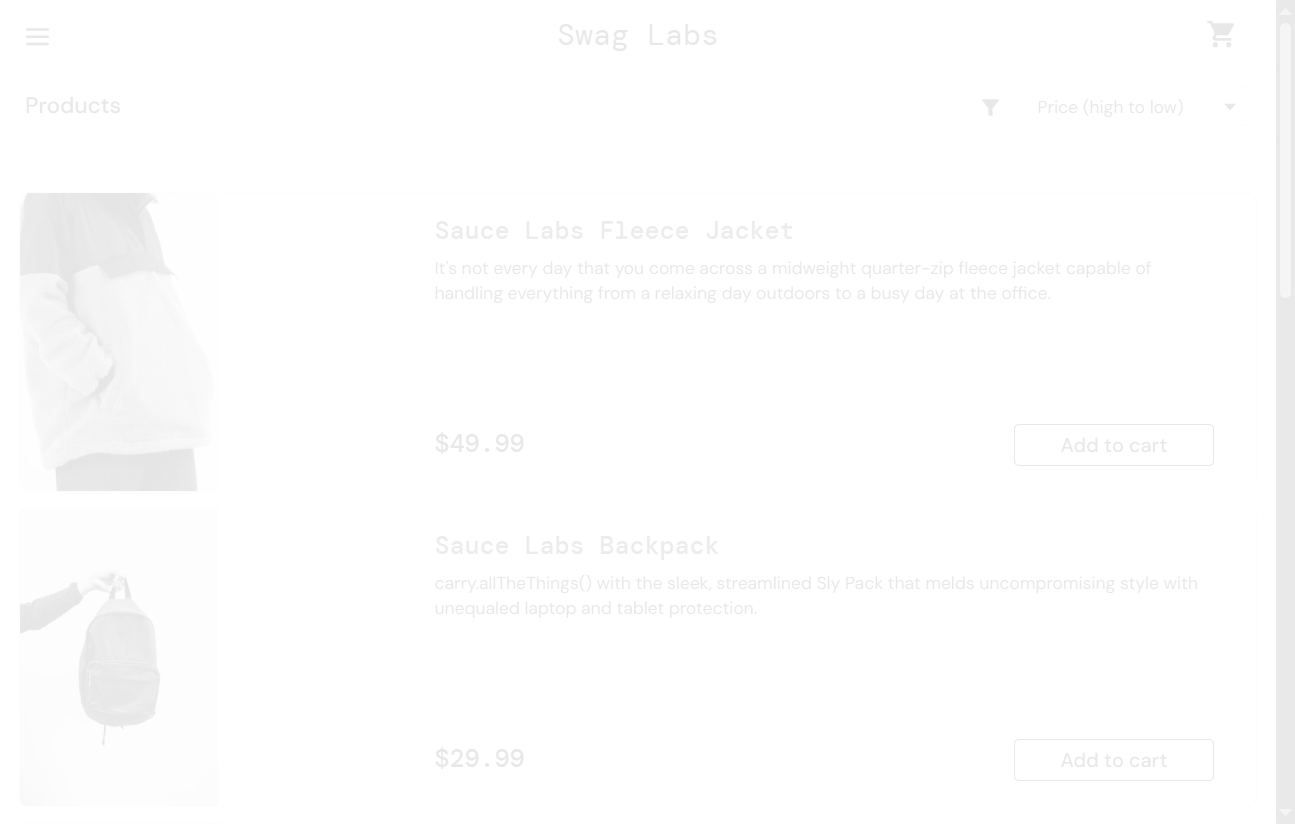 Swag Labs
Products
Price (high to low)
Sauce Labs Fleece Jacket
It's not every day that you come across a midweight quarter-zip fleece jacket capable of
handling everything from a relaxing day outdoors to a busy day at the office.
$49.99
Add to cart
Sauce Labs Backpack
carry.allTheThings() with the sleek, streamlined Sly Pack that melds uncompromising style with
unequaled laptop and tablet protection.
$29.99
Add to cart